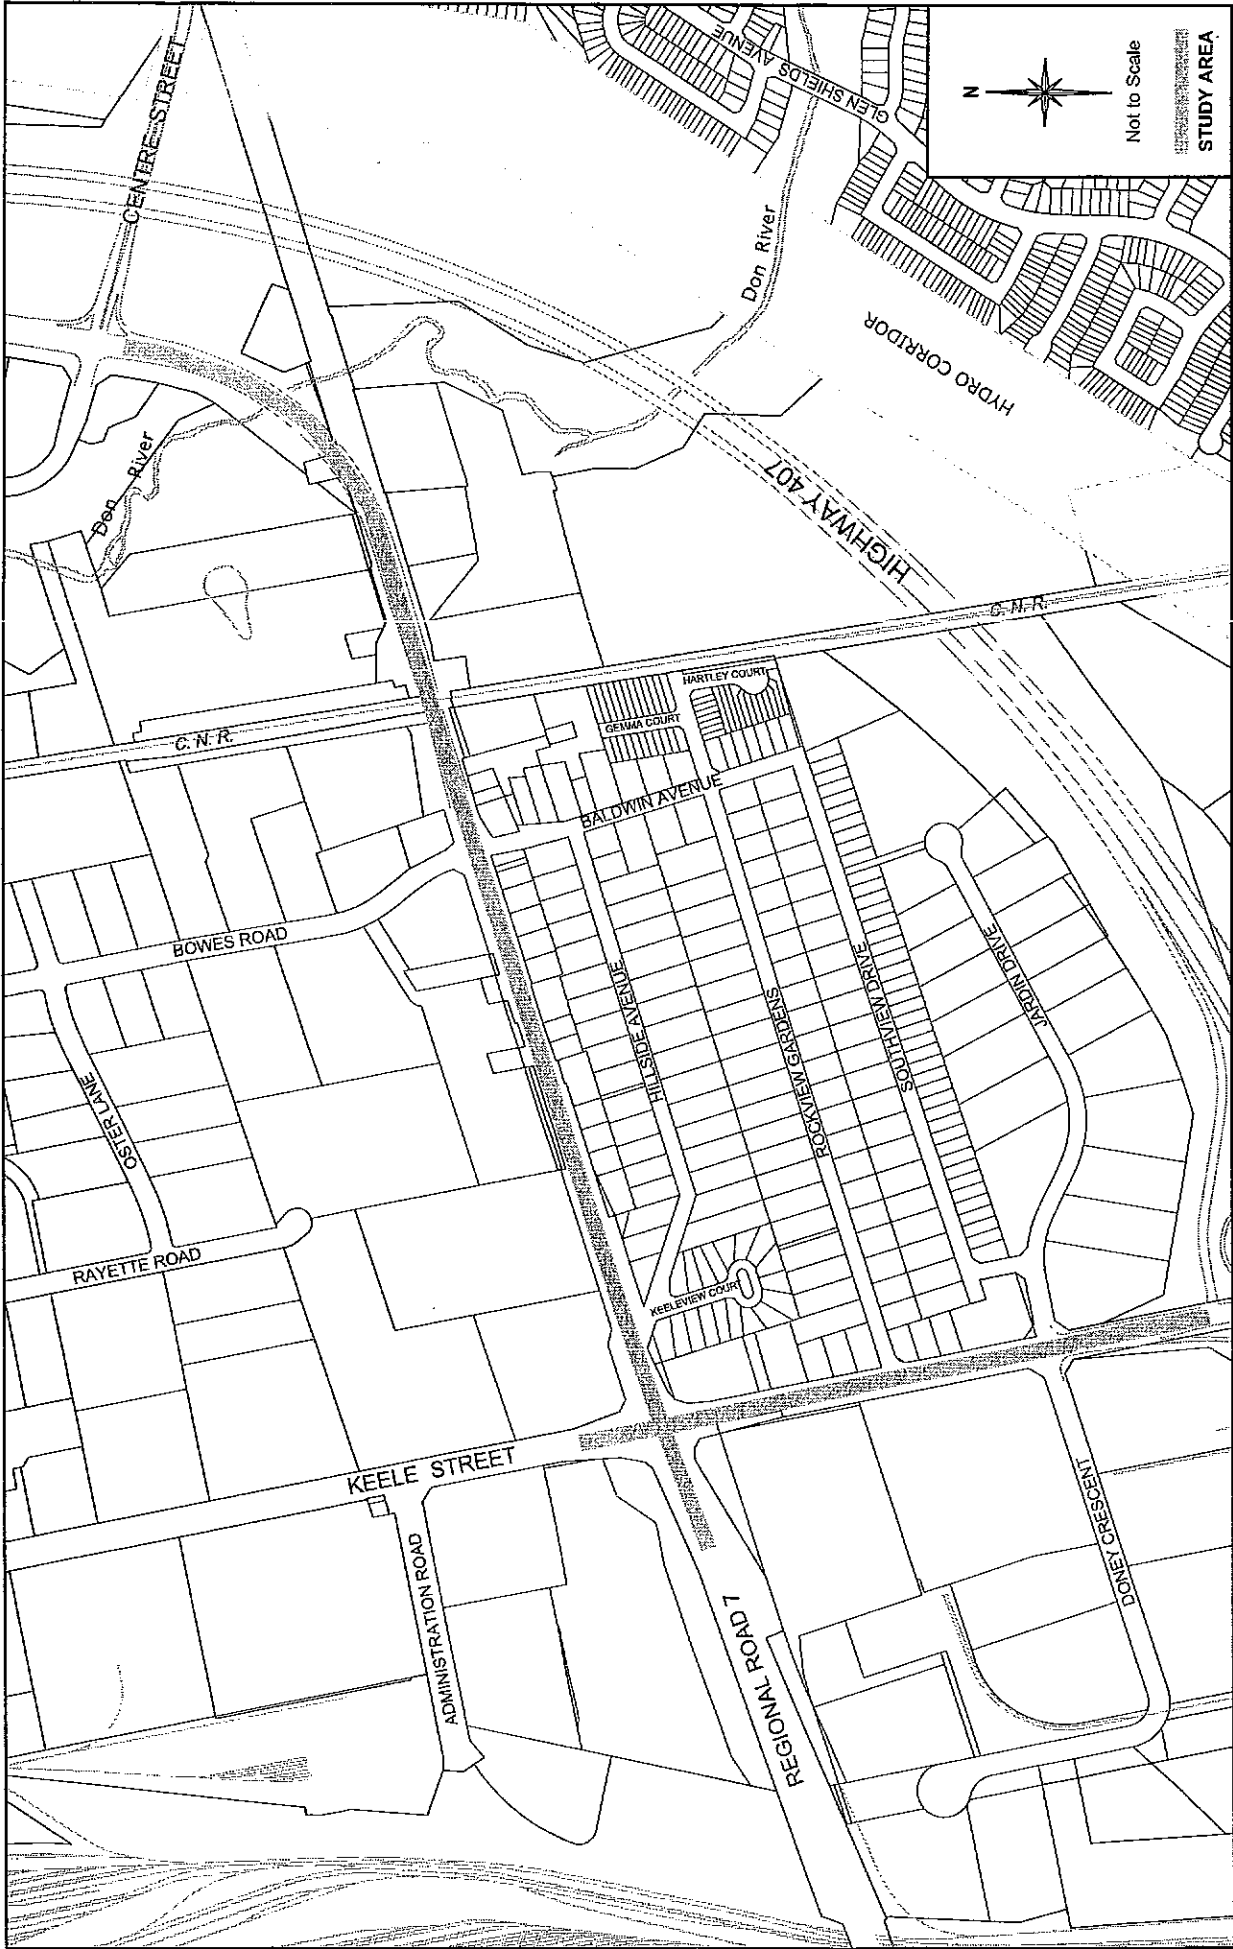 CENTRE STREET
GLEN SHIELDS AVENUE
N
Not to Scale
STUDY AREA
Don River
Don River
HYDRO CORRIDOR
HIGHWAY 407
C.N.R.
C.N.R.
HARTLEY COURT
GEMMA COURT
BALDWIN AVENUE
BOWES ROAD
HILLSIDE AVENUE
ROCKVIEW GARDENS
SOUTHVIEW DRIVE
JARDIN DRIVE
OSTER LANE
RAYETTE ROAD
KEELEVIEW COURT
KEELE STREET
ADMINISTRATION ROAD
REGIONAL ROAD 7
DONEY CRESCENT